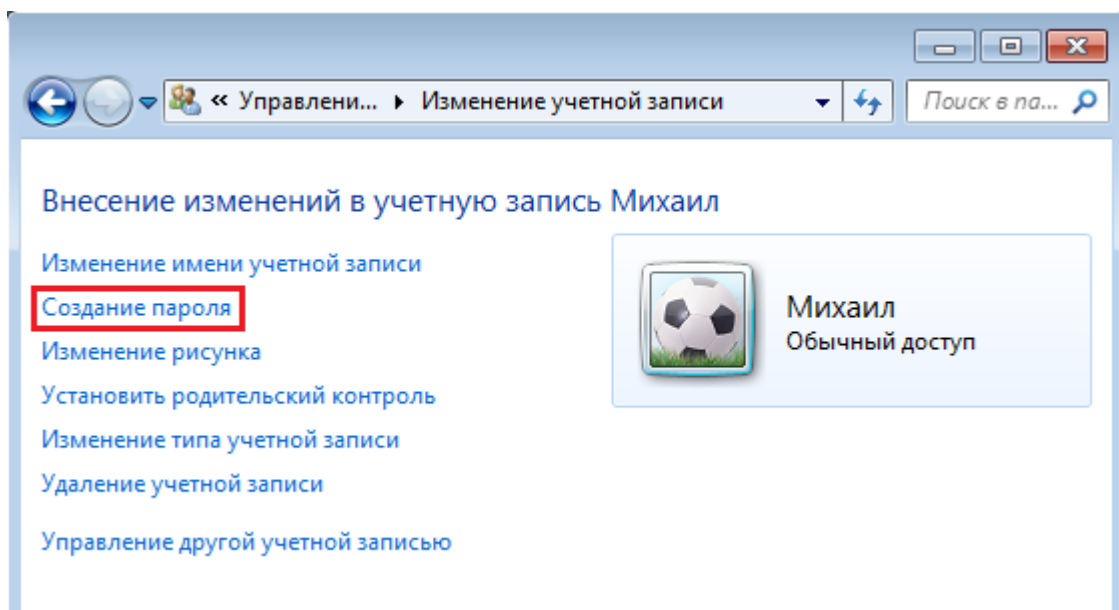 « Управлени... Изменение учетной записи Поиск в па...
Внесение изменений в учетную запись Михаил
Изменение имени учетной записи
Создание пароля
Изменение рисунка
Установить родительский контроль
Изменение типа учетной записи
Удаление учетной записи
Управление другой учетной записью
Михаил
Обычный доступ